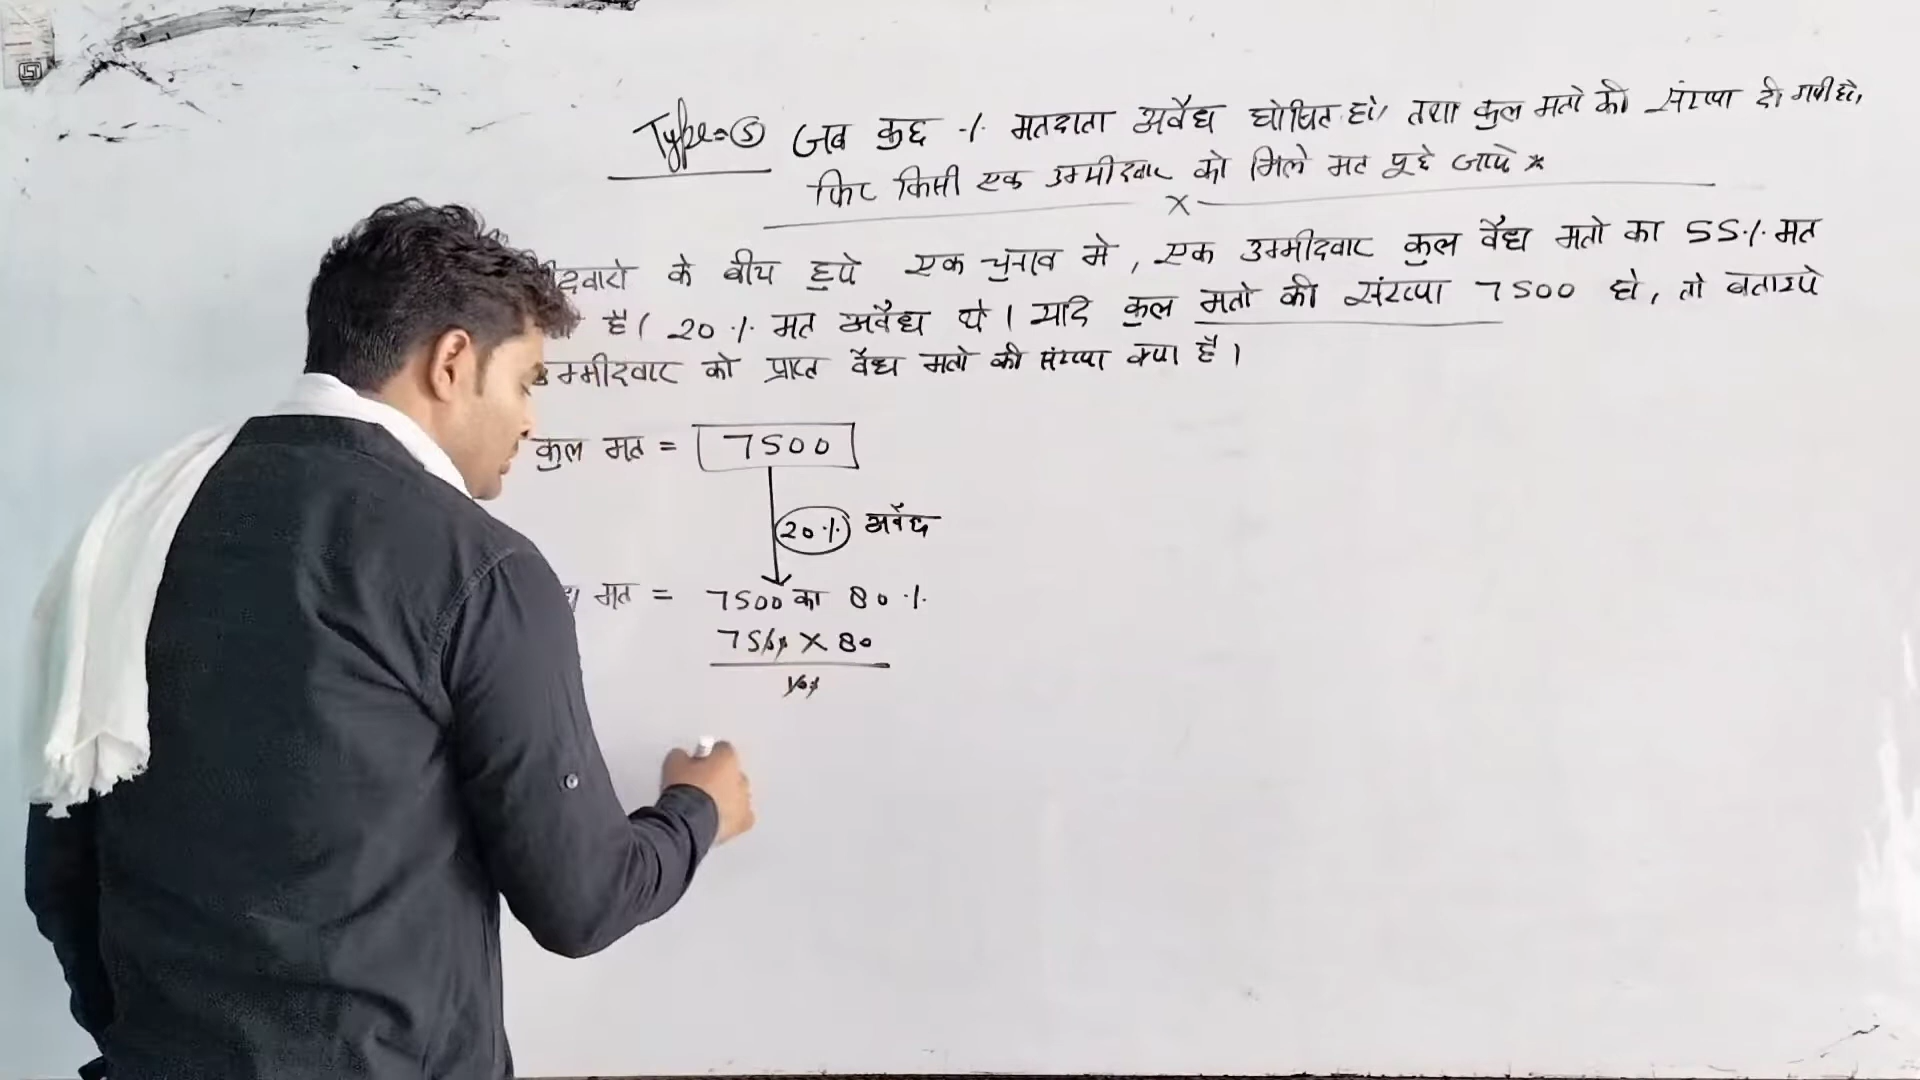 Type=⑤ जब कुछ % मतदाता अवैध घोषित हो, तथा कुल मतो की संख्या दी गयी हो,
फिर किसी एक उम्मीदवार को मिले मत पूछे जाये *
x
के बीच हुये एक चुनाव मे, एक उम्मीदवार कुल वैध मतो का 55% मत
है। 20% मत अवैध थे। यदि कुल मतो की संख्या 7500 हो, तो बताइये
उम्मीदवार को प्राप्त वैध मतो की संख्या क्या है।
कुल मत = 7500
20% अवैध
मत = 7500 का 80%
7500 X 80
100